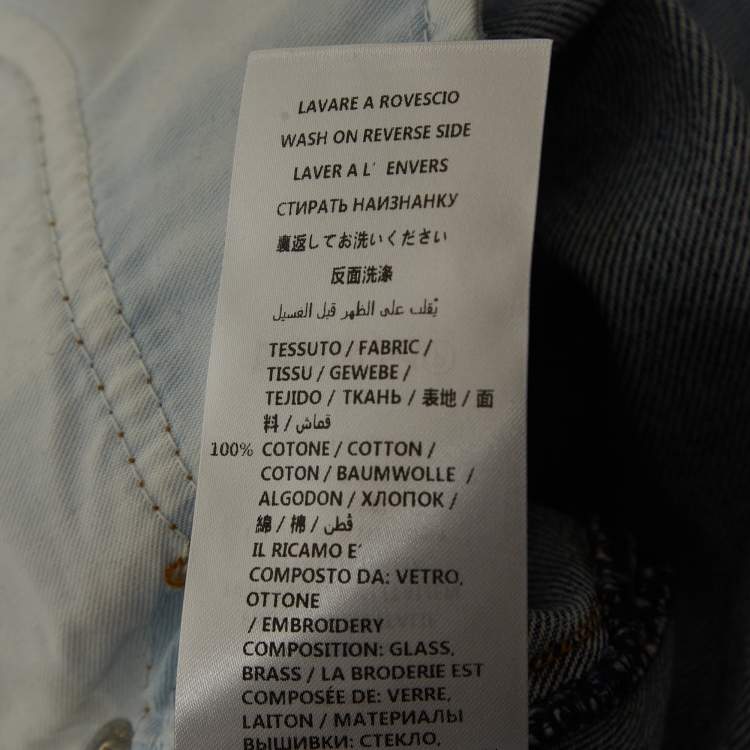 LAVARE A ROVESCIO
WASH ON REVERSE SIDE
LAVER A L' ENVERS
СТИРАТЬ НАИЗНАНКУ
裏返してお洗いください
反面洗涤
يُقلب على الظهر قبل الغسيل
TESSUTO / FABRIC /
TISSU / GEWEBE /
TEJIDO / ТКАНЬ / 表地 / 面
料 / قماش
100% COTONE / COTTON /
COTON / BAUMWOLLE /
ALGODON / ХЛОПОК /
綿 / 棉 / قطن
IL RICAMO E'
COMPOSTO DA: VETRO,
OTTONE
/ EMBROIDERY
COMPOSITION: GLASS,
BRASS / LA BRODERIE EST
COMPOSÉE DE: VERRE,
LAITON / МАТЕРИАЛЫ
ВЫШИВКИ: СТЕКЛО,